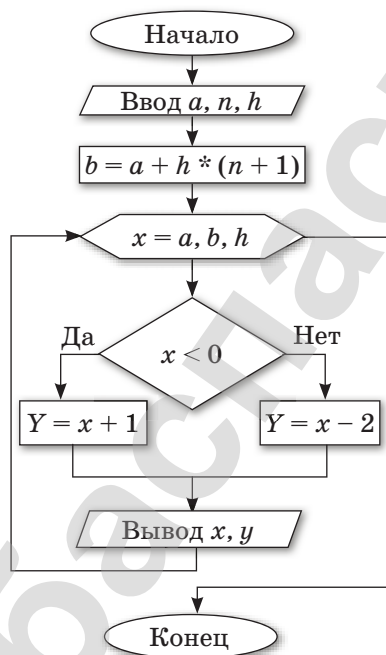 Начало
Ввод a, n, h
b = a + h * (n + 1)
x = a, b, h
Да
x < 0
Нет
Y = x + 1
Y = x − 2
Вывод x, y
Конец